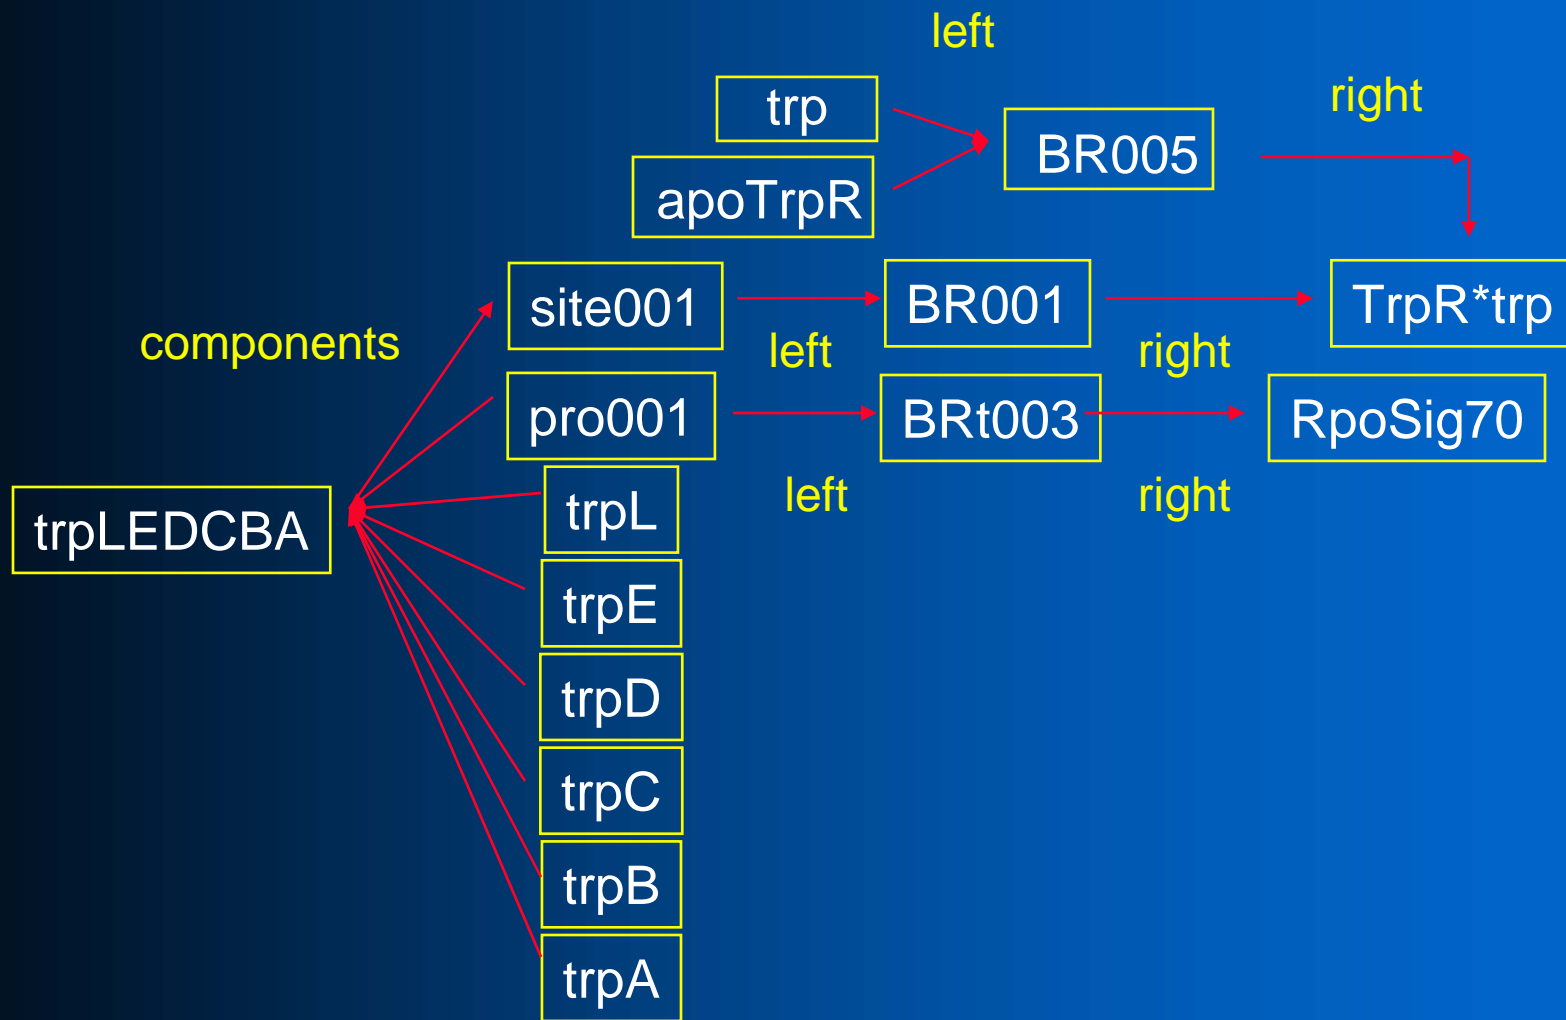 left
right
trp
BR005
apoTrpR
site001
BR001
TrpR*trp
components
left
right
pro001
BRt003
RpoSig70
left
right
trpLEDCBA
trpL
trpE
trpD
trpC
trpB
trpA